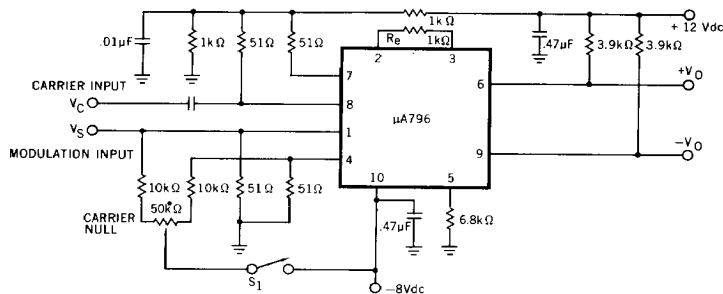 1kΩ
.01μF
1kΩ
51Ω
51Ω
Re
1kΩ
.47μF
3.9kΩ
3.9kΩ
+12 Vdc
2
3
CARRIER INPUT
7
6
+VO
VC
8
μA796
VS
1
MODULATION INPUT
4
9
−VO
10kΩ
10kΩ
51Ω
51Ω
10
5
50kΩ
CARRIER
NULL
.47μF
6.8kΩ
S1
−8Vdc